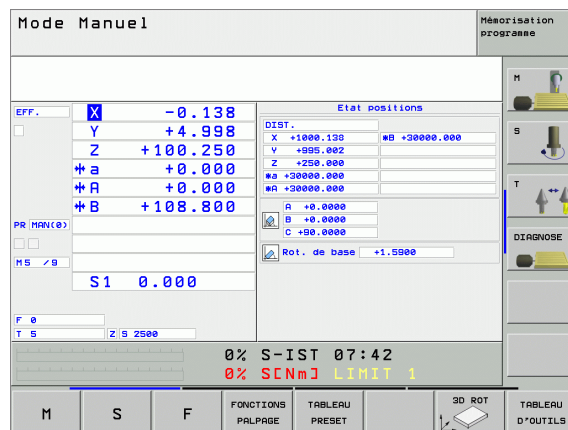 Mode Manuel
Mémorisation
programme
EFF.
X -0.138
Y +4.998
Z +100.250
a +0.000
A +0.000
B +108.800
PR MAN(0)
M5 /9
S1 0.000
F 0
T 5 Z S 2500
Etat positions
DIST.
X +1000.138 *B +30000.000
Y +995.002
Z +250.000
*a +30000.000
*A +30000.000
A +0.0000
B +0.0000
C +90.0000
Rot. de base +1.5900
M
S
T
DIAGNOSE
0% S-IST 07:42
0% S[Nm] LIMIT 1
M
S
F
FONCTIONS
PALPAGE
TABLEAU
PRESET
3D ROT
TABLEAU
D'OUTILS